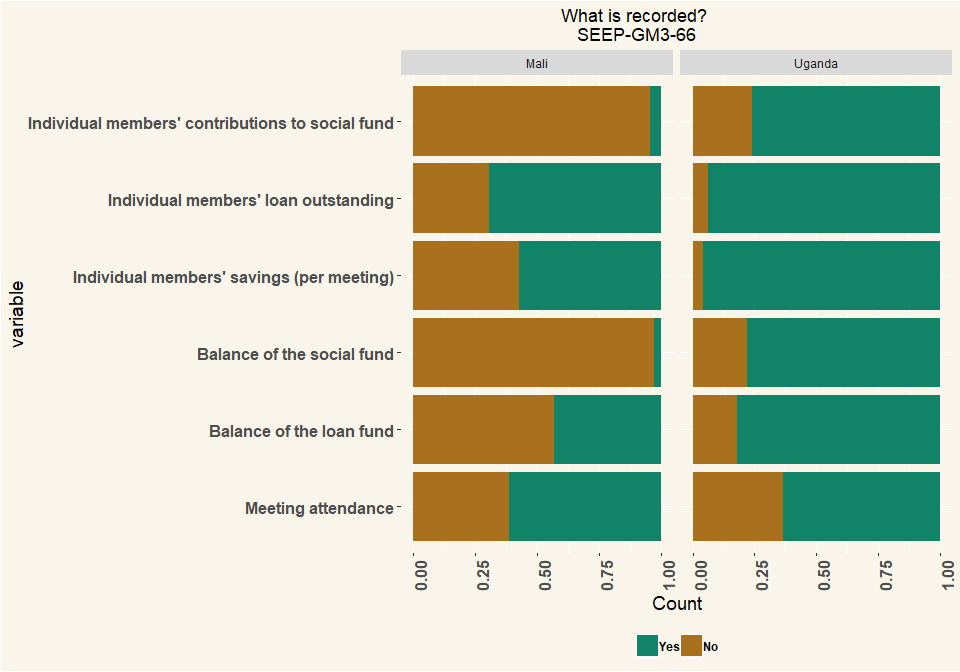 What is recorded?
SEEP-GM3-66
Mali
Uganda
Individual members' contributions to social fund
Individual members' loan outstanding
Individual members' savings (per meeting)
Balance of the social fund
Balance of the loan fund
Meeting attendance
variable
0.00 0.25 0.50 0.75 1.00
0.00 0.25 0.50 0.75 1.00
Count
Yes No